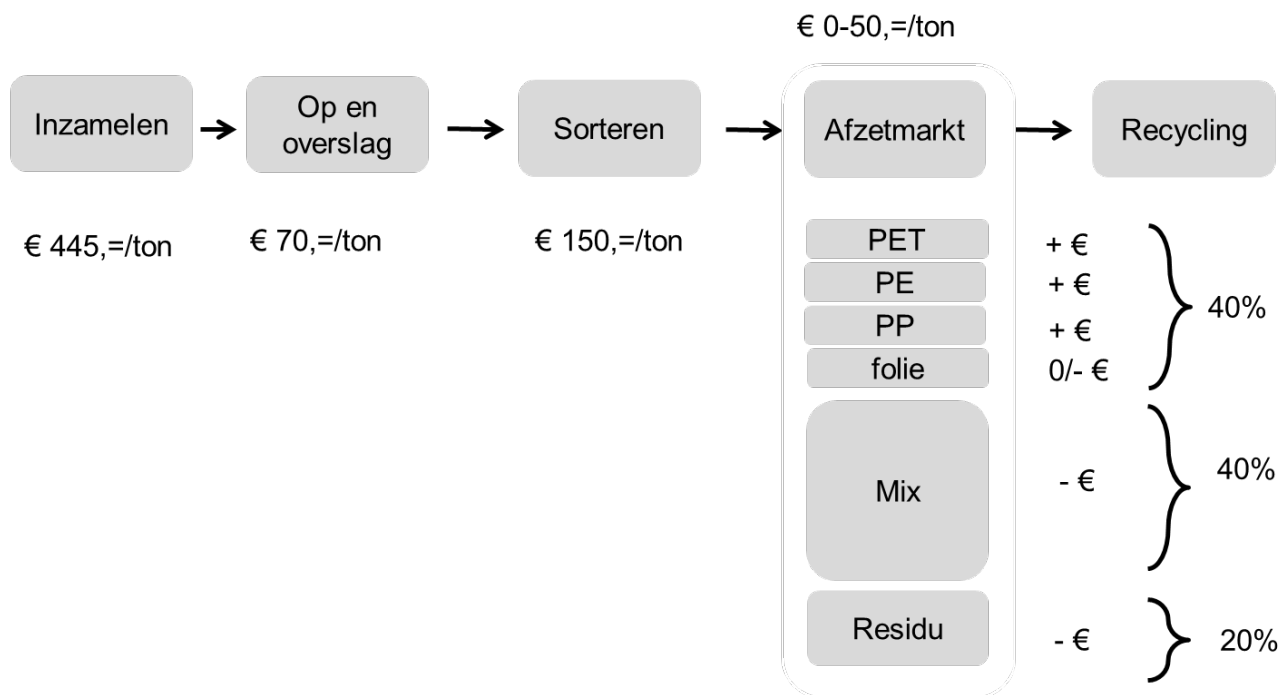 € 0-50,=/ton
Inzamelen
Op en
overslag
Sorteren
Afzetmarkt
Recycling
€ 445,=/ton
€ 70,=/ton
€ 150,=/ton
PET
+ €
PE
+ €
PP
+ €
folie
0/- €
40%
Mix
- €
40%
Residu
- €
20%